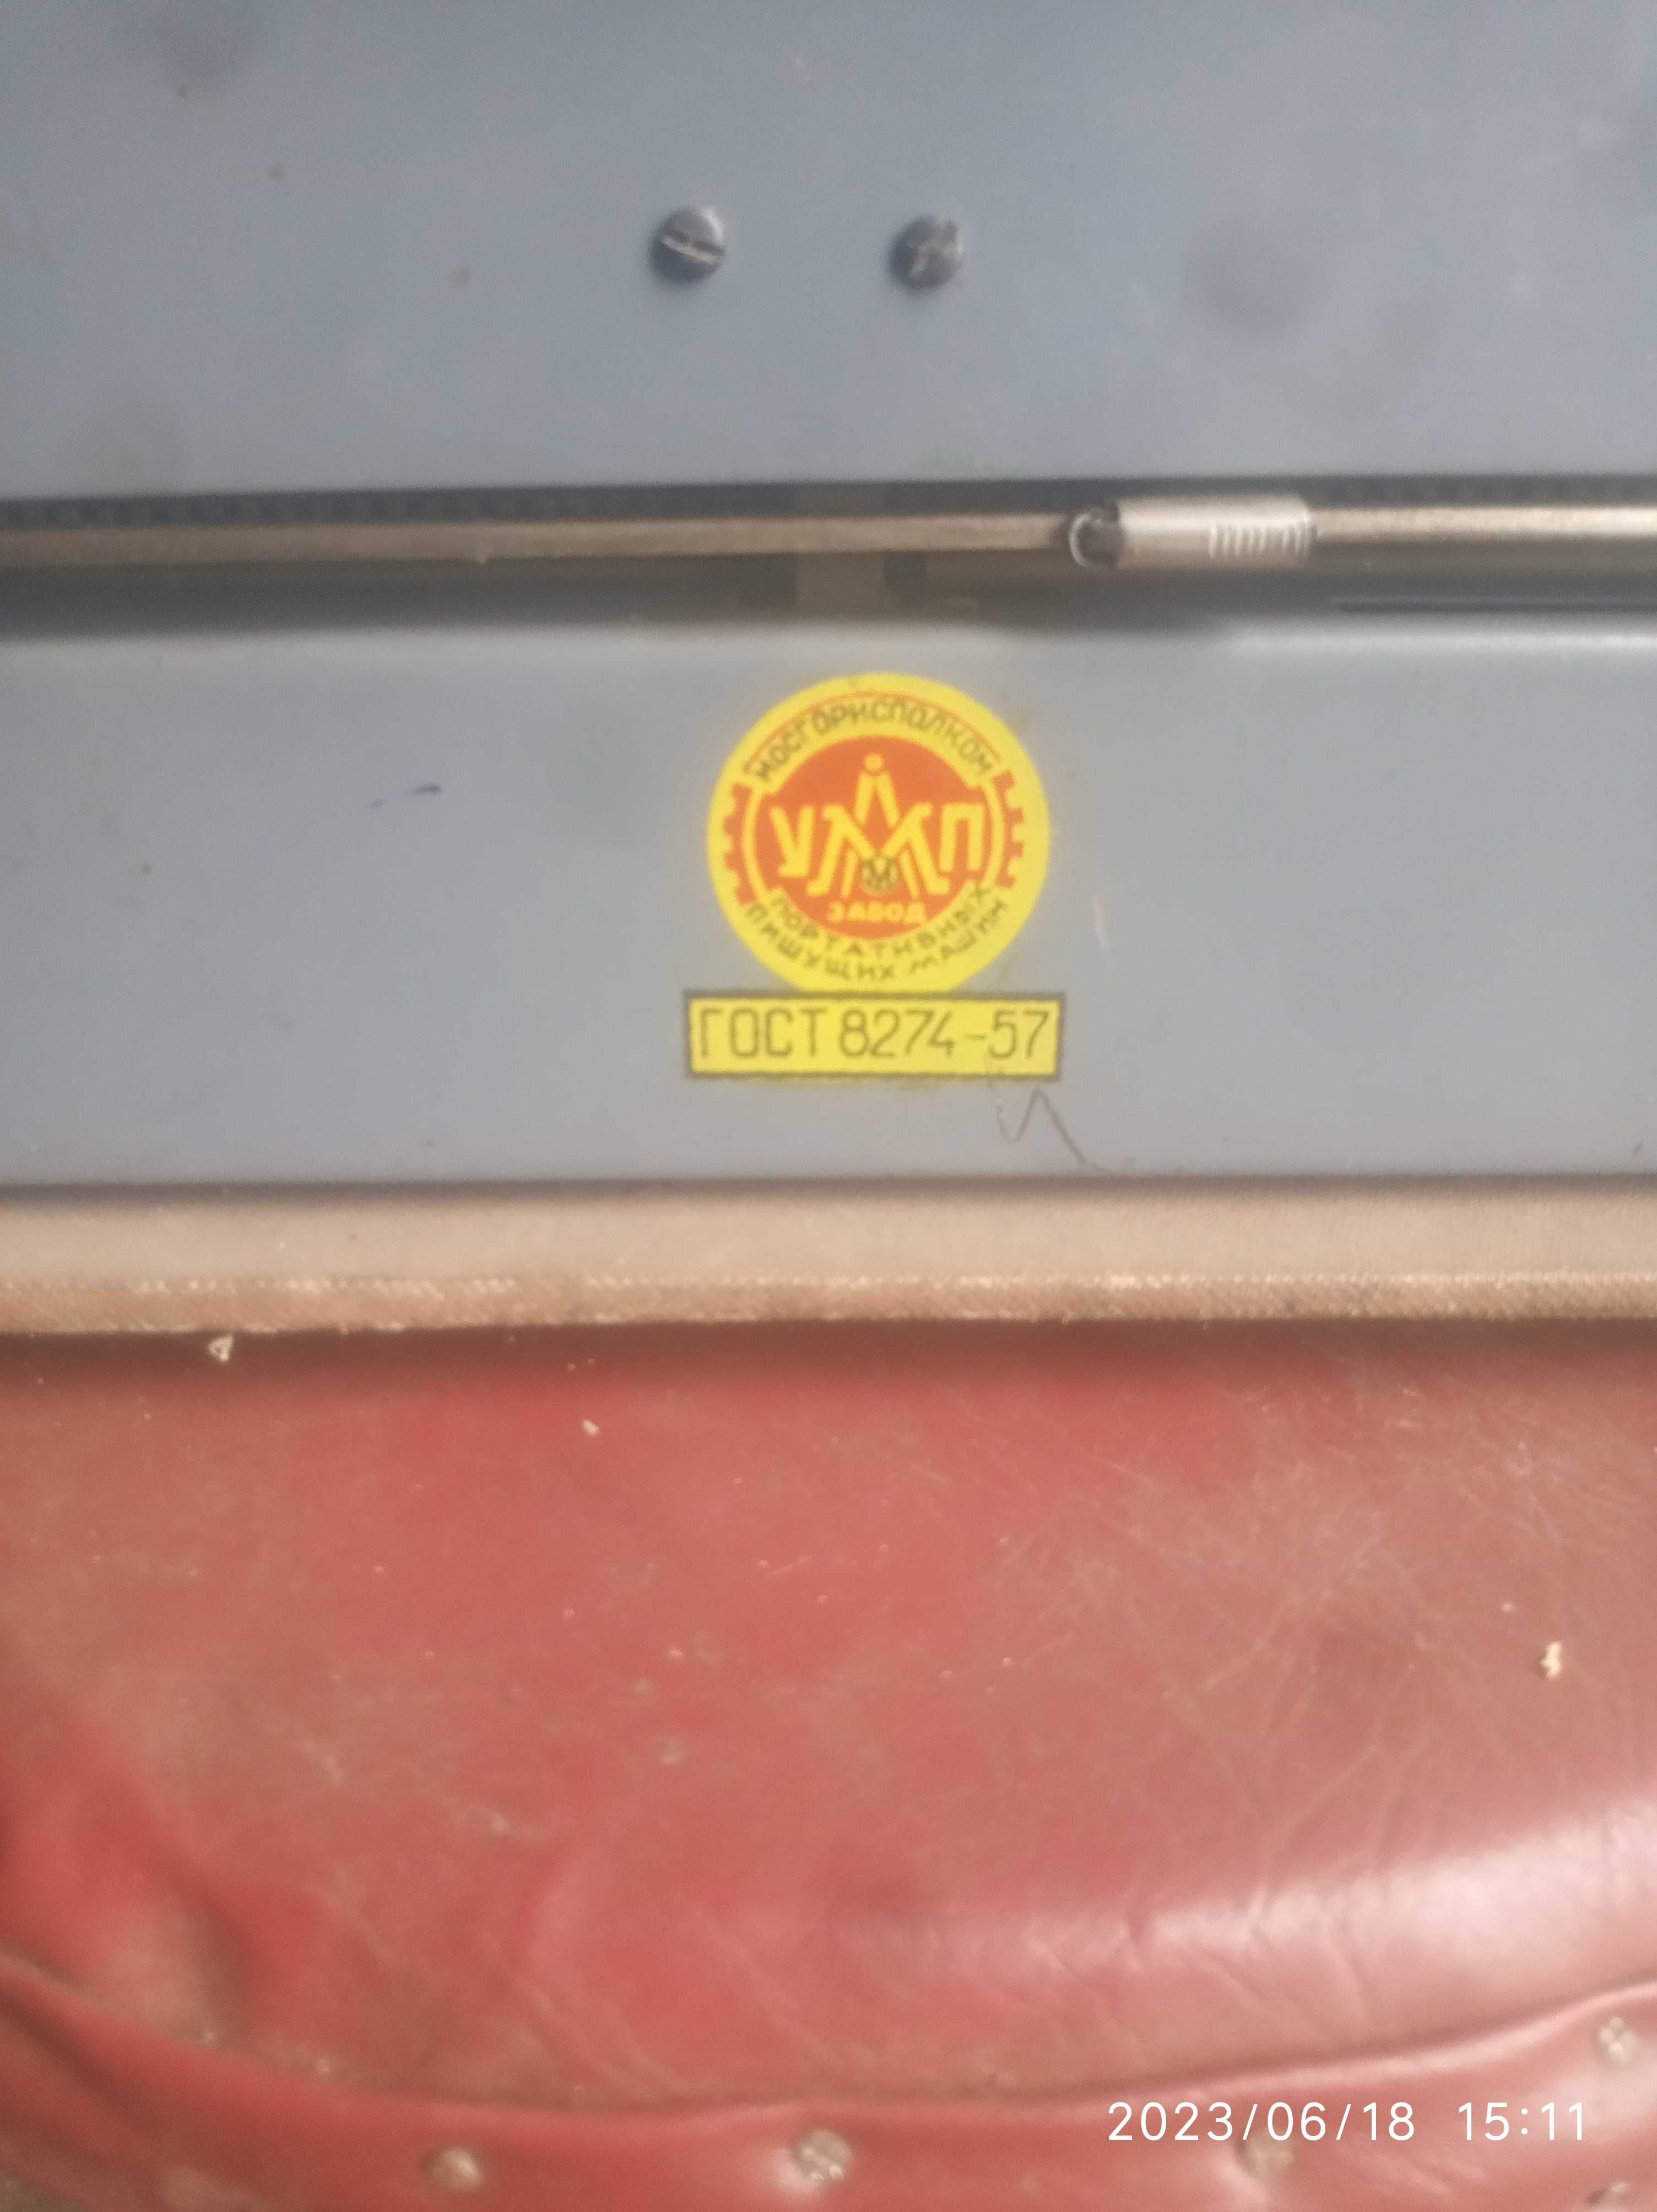 МОСГОРИСПОЛКОМ
УМП
ЗАВОД
ПОРТАТИВНЫХ
ПИШУЩИХ МАШИН
ГОСТ 8274-57
2023/06/18 15:11